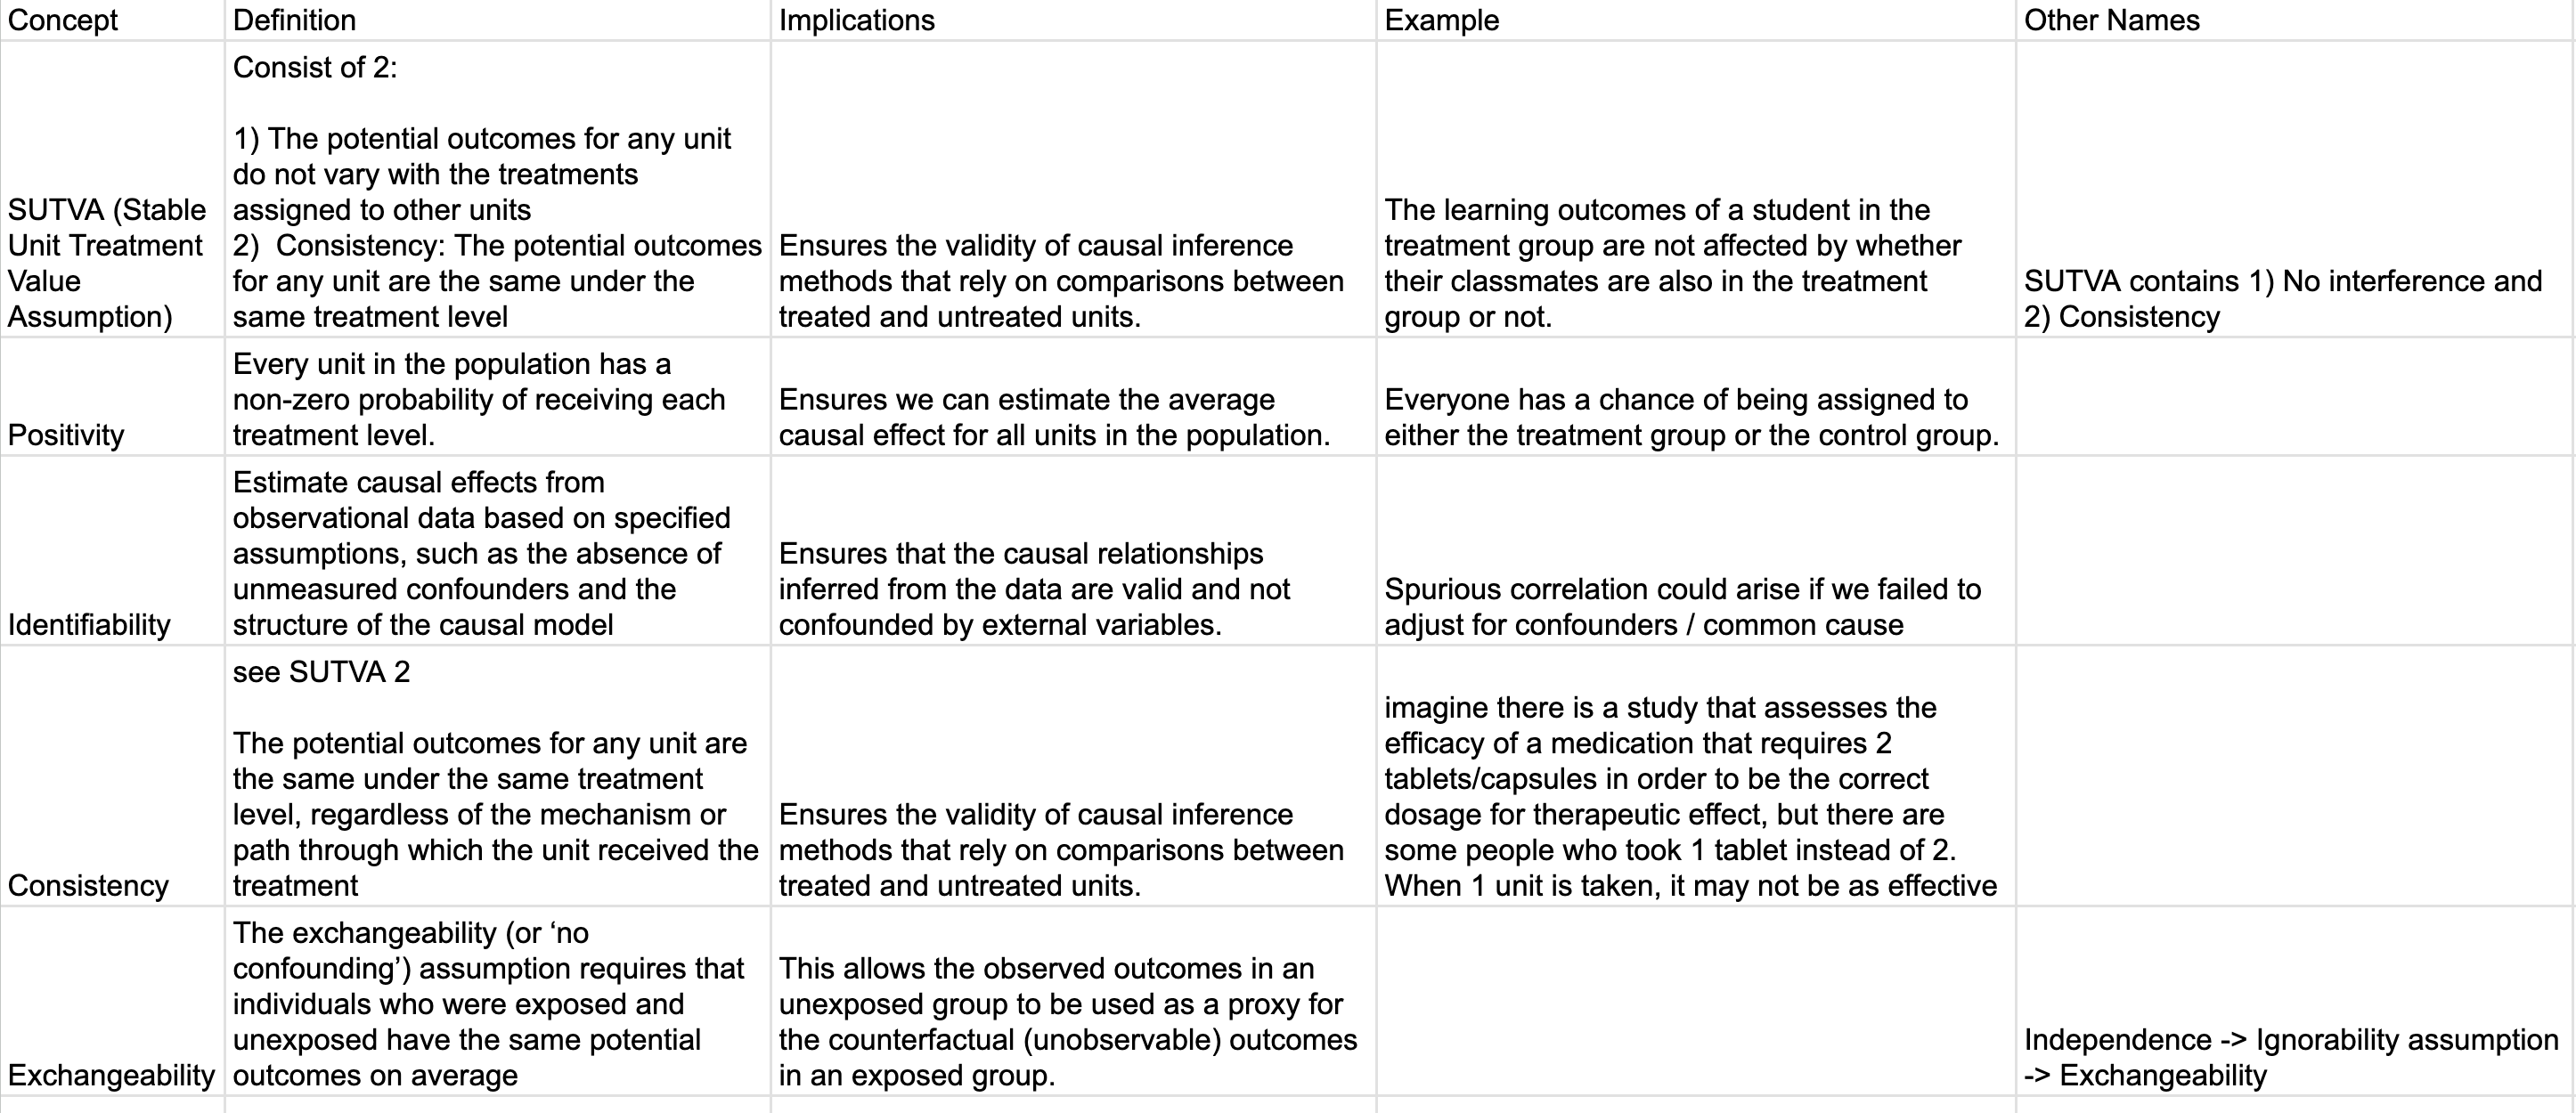 Concept
Definition
Implications
Example
Other Names
SUTVA (Stable
Unit Treatment
Value
Assumption)
Consist of 2:
1) The potential outcomes for any unit
do not vary with the treatments
assigned to other units
2)  Consistency: The potential outcomes
for any unit are the same under the
same treatment level
Ensures the validity of causal inference
methods that rely on comparisons between
treated and untreated units.
The learning outcomes of a student in the
treatment group are not affected by whether
their classmates are also in the treatment
group or not.
SUTVA contains 1) No interference and
2) Consistency
Positivity
Every unit in the population has a
non-zero probability of receiving each
treatment level.
Ensures we can estimate the average
causal effect for all units in the population.
Everyone has a chance of being assigned to
either the treatment group or the control group.
Identifiability
Estimate causal effects from
observational data based on specified
assumptions, such as the absence of
unmeasured confounders and the
structure of the causal model
Ensures that the causal relationships
inferred from the data are valid and not
confounded by external variables.
Spurious correlation could arise if we failed to
adjust for confounders / common cause
Consistency
see SUTVA 2
The potential outcomes for any unit are
the same under the same treatment
level, regardless of the mechanism or
path through which the unit received the
treatment
Ensures the validity of causal inference
methods that rely on comparisons between
treated and untreated units.
imagine there is a study that assesses the
efficacy of a medication that requires 2
tablets/capsules in order to be the correct
dosage for therapeutic effect, but there are
some people who took 1 tablet instead of 2.
When 1 unit is taken, it may not be as effective
Exchangeability
The exchangeability (or ‘no
confounding’) assumption requires that
individuals who were exposed and
unexposed have the same potential
outcomes on average
This allows the observed outcomes in an
unexposed group to be used as a proxy for
the counterfactual (unobservable) outcomes
in an exposed group.
Independence -> Ignorability assumption
-> Exchangeability